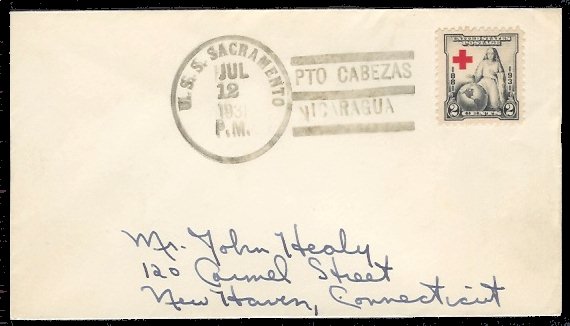 U.S.S. SACRAMENTO
JUL
12
193
P.M.
PTO CABEZAS
NICARAGUA
UNITED STATES
POSTAGE
1881
1931
2 CENTS 2
Mr. John Healy
120 Carmel Street
New Haven, Connecticut